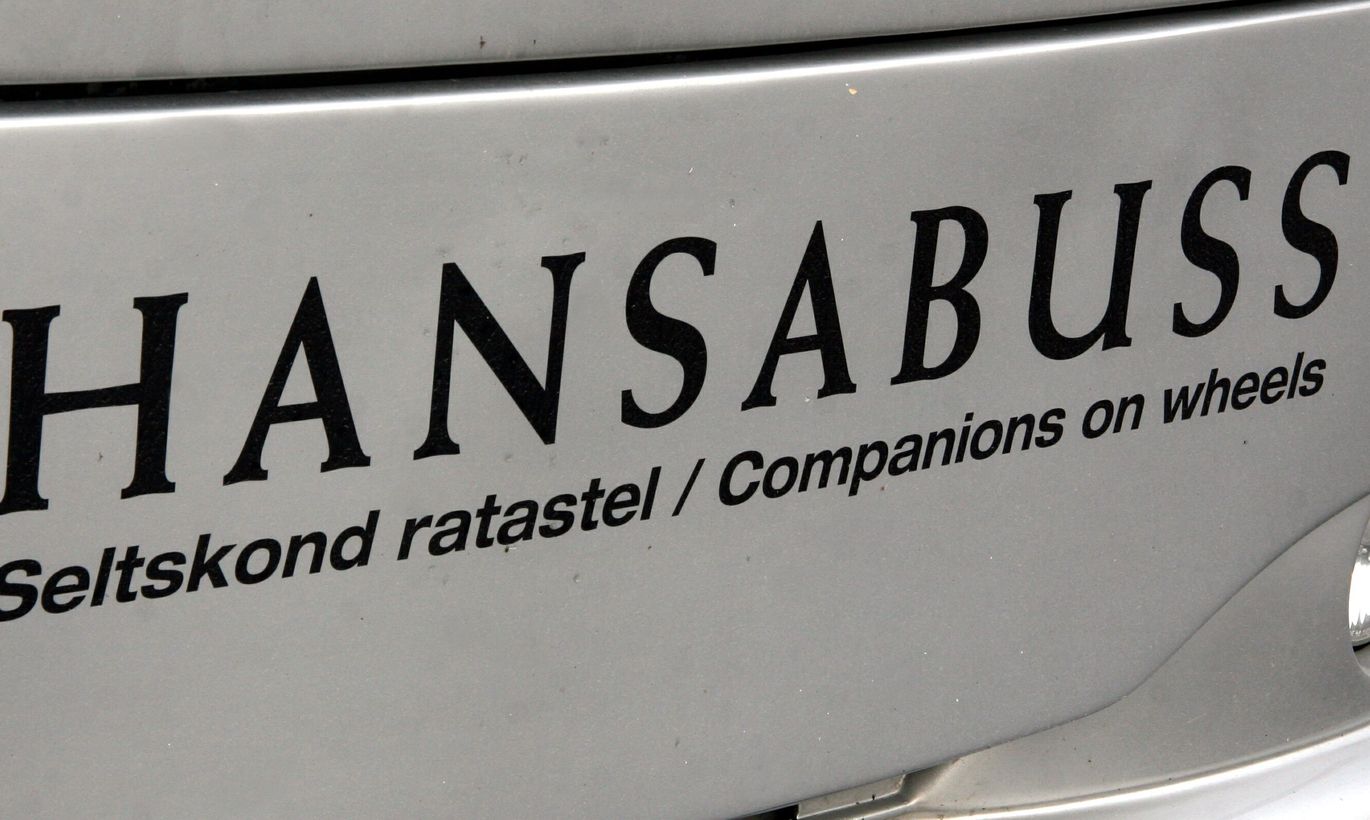 HANSABUSS
Seltskond ratastel / Companions on wheels